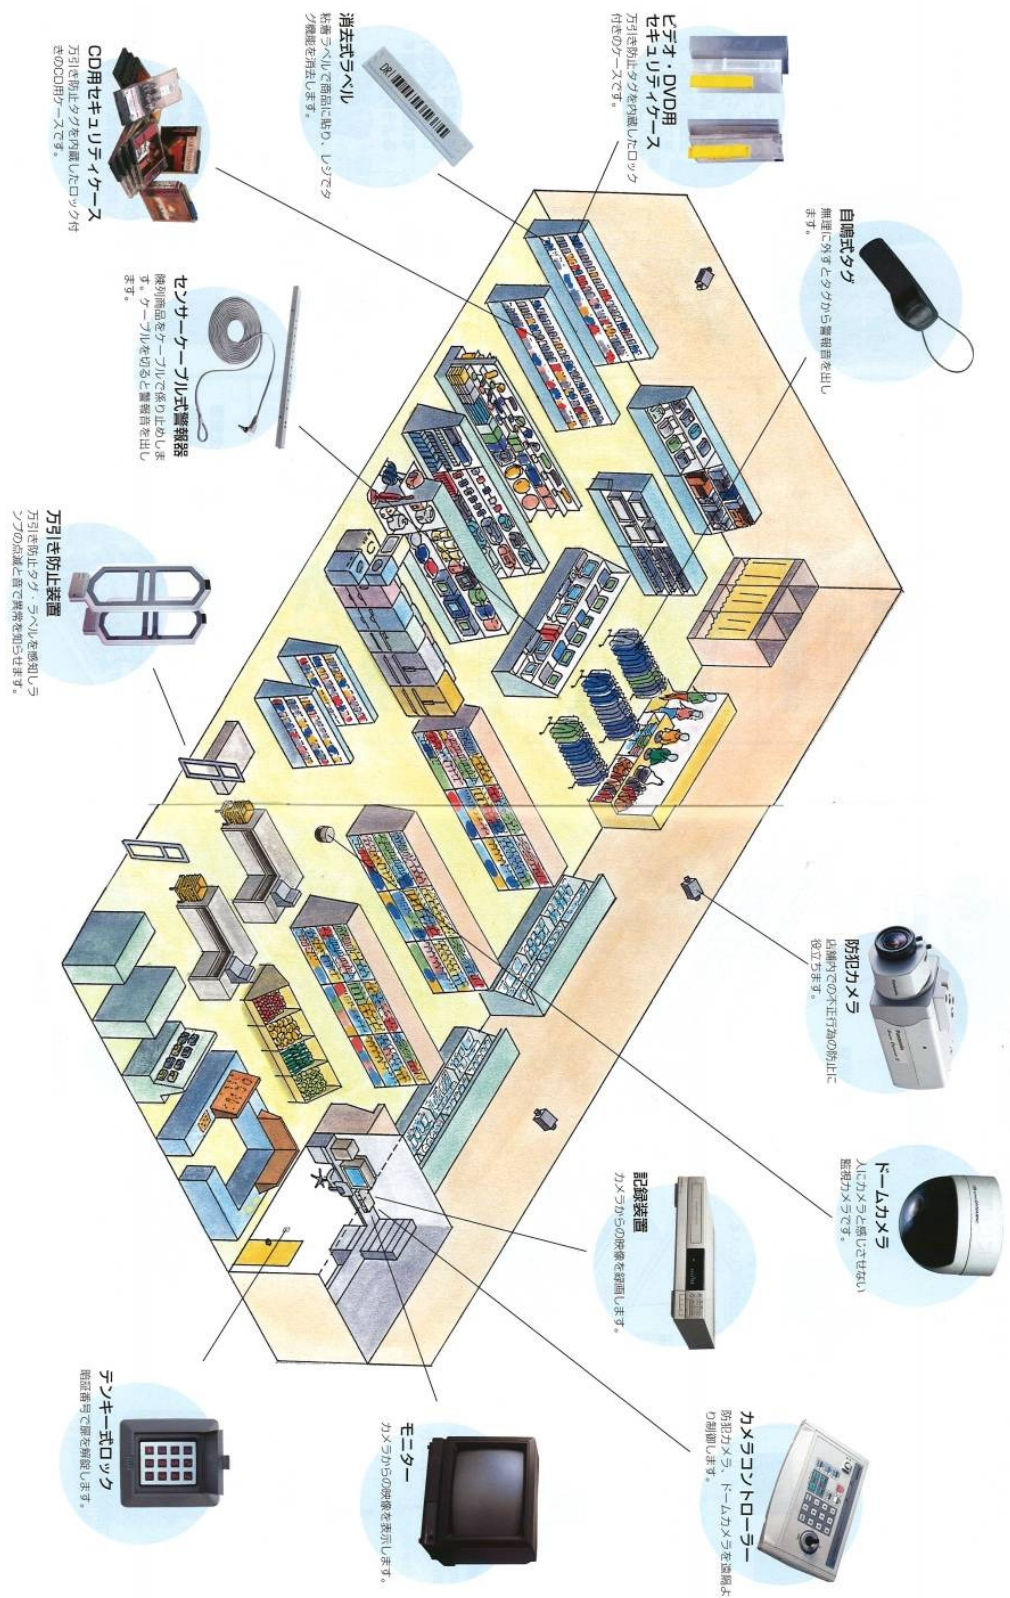 自鳴式タグ
無理に外すとタグから警報音を出し
ます。
防犯カメラ
店舗内での不正行為の防止に
役立ちます。
ドームカメラ
人にカメラと感じさせない
監視カメラです。
ビデオ・DVD用
セキュリティケース
万引き防止タグを内蔵したロック
付きのケースです。
記録装置
カメラからの映像を録画します。
カメラコントローラー
防犯カメラ、ドームカメラを遠隔よ
り制御します。
消去式ラベル
粘着ラベルで商品に貼り、レジでタ
グ機能を消去します。
モニター
カメラからの映像を表示します。
CD用セキュリティケース
万引き防止タグを内蔵したロック付
きのCD用ケースです。
センサーケーブル式警報器
陳列商品をケーブルで係り止めしま
す。ケーブルを切ると警報音を出し
ます。
万引き防止装置
万引き防止タグ・ラベルを感知しラ
ンプの点滅と音で異常を知らせます。
テンキー式ロック
暗証番号で扉を解錠します。